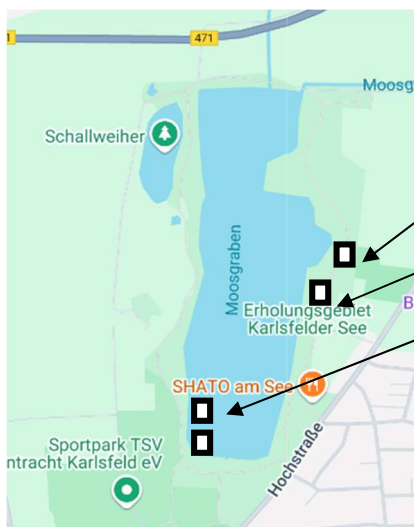 471
Moosg
Schallweiher
Moosgraben
Erholungsgebiet
Karlsfelder See
B
SHATO am See
Sportpark TSV
ntracht Karlsfeld eV
Hochstraße